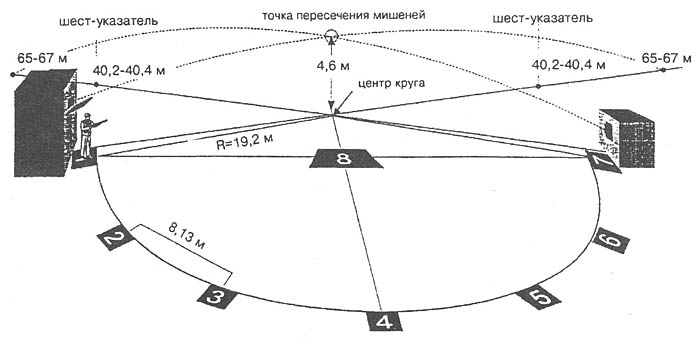 точка пересечения мишеней
шест-указатель
шест-указатель
65-67 м
65-67 м
40,2-40,4 м
4,6 м
40,2-40,4 м
центр круга
R=19,2 м
8
7
2
8,13 м
6
3
5
4